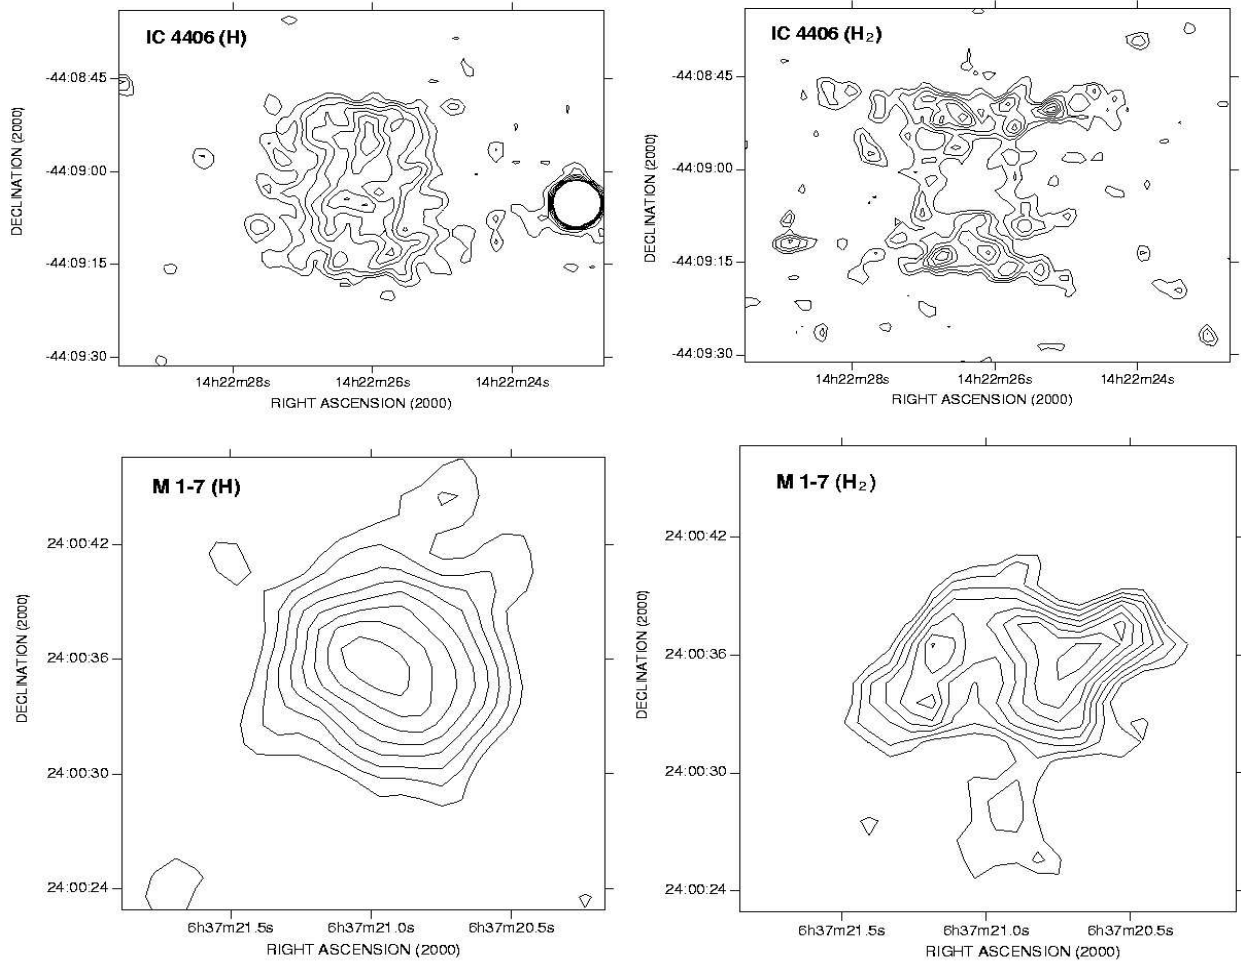 IC 4406 (H)
-44:08:45
-44:09:00
-44:09:15
-44:09:30
DECLINATION (2000)
14h22m28s 14h22m26s 14h22m24s
RIGHT ASCENSION (2000)
IC 4406 (H₂)
-44:08:45
-44:09:00
-44:09:15
-44:09:30
DECLINATION (2000)
14h22m28s 14h22m26s 14h22m24s
RIGHT ASCENSION (2000)
M 1-7 (H)
24:00:42
24:00:36
24:00:30
24:00:24
DECLINATION (2000)
6h37m21.5s 6h37m21.0s 6h37m20.5s
RIGHT ASCENSION (2000)
M 1-7 (H₂)
24:00:42
24:00:36
24:00:30
24:00:24
DECLINATION (2000)
6h37m21.5s 6h37m21.0s 6h37m20.5s
RIGHT ASCENSION (2000)